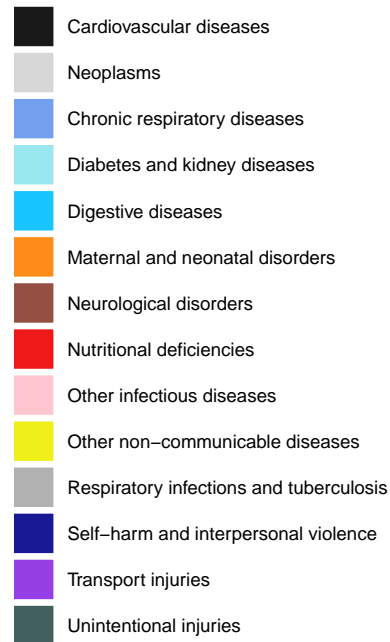 Cardiovascular diseases
Neoplasms
Chronic respiratory diseases
Diabetes and kidney diseases
Digestive diseases
Maternal and neonatal disorders
Neurological disorders
Nutritional deficiencies
Other infectious diseases
Other non−communicable diseases
Respiratory infections and tuberculosis
Self−harm and interpersonal violence
Transport injuries
Unintentional injuries